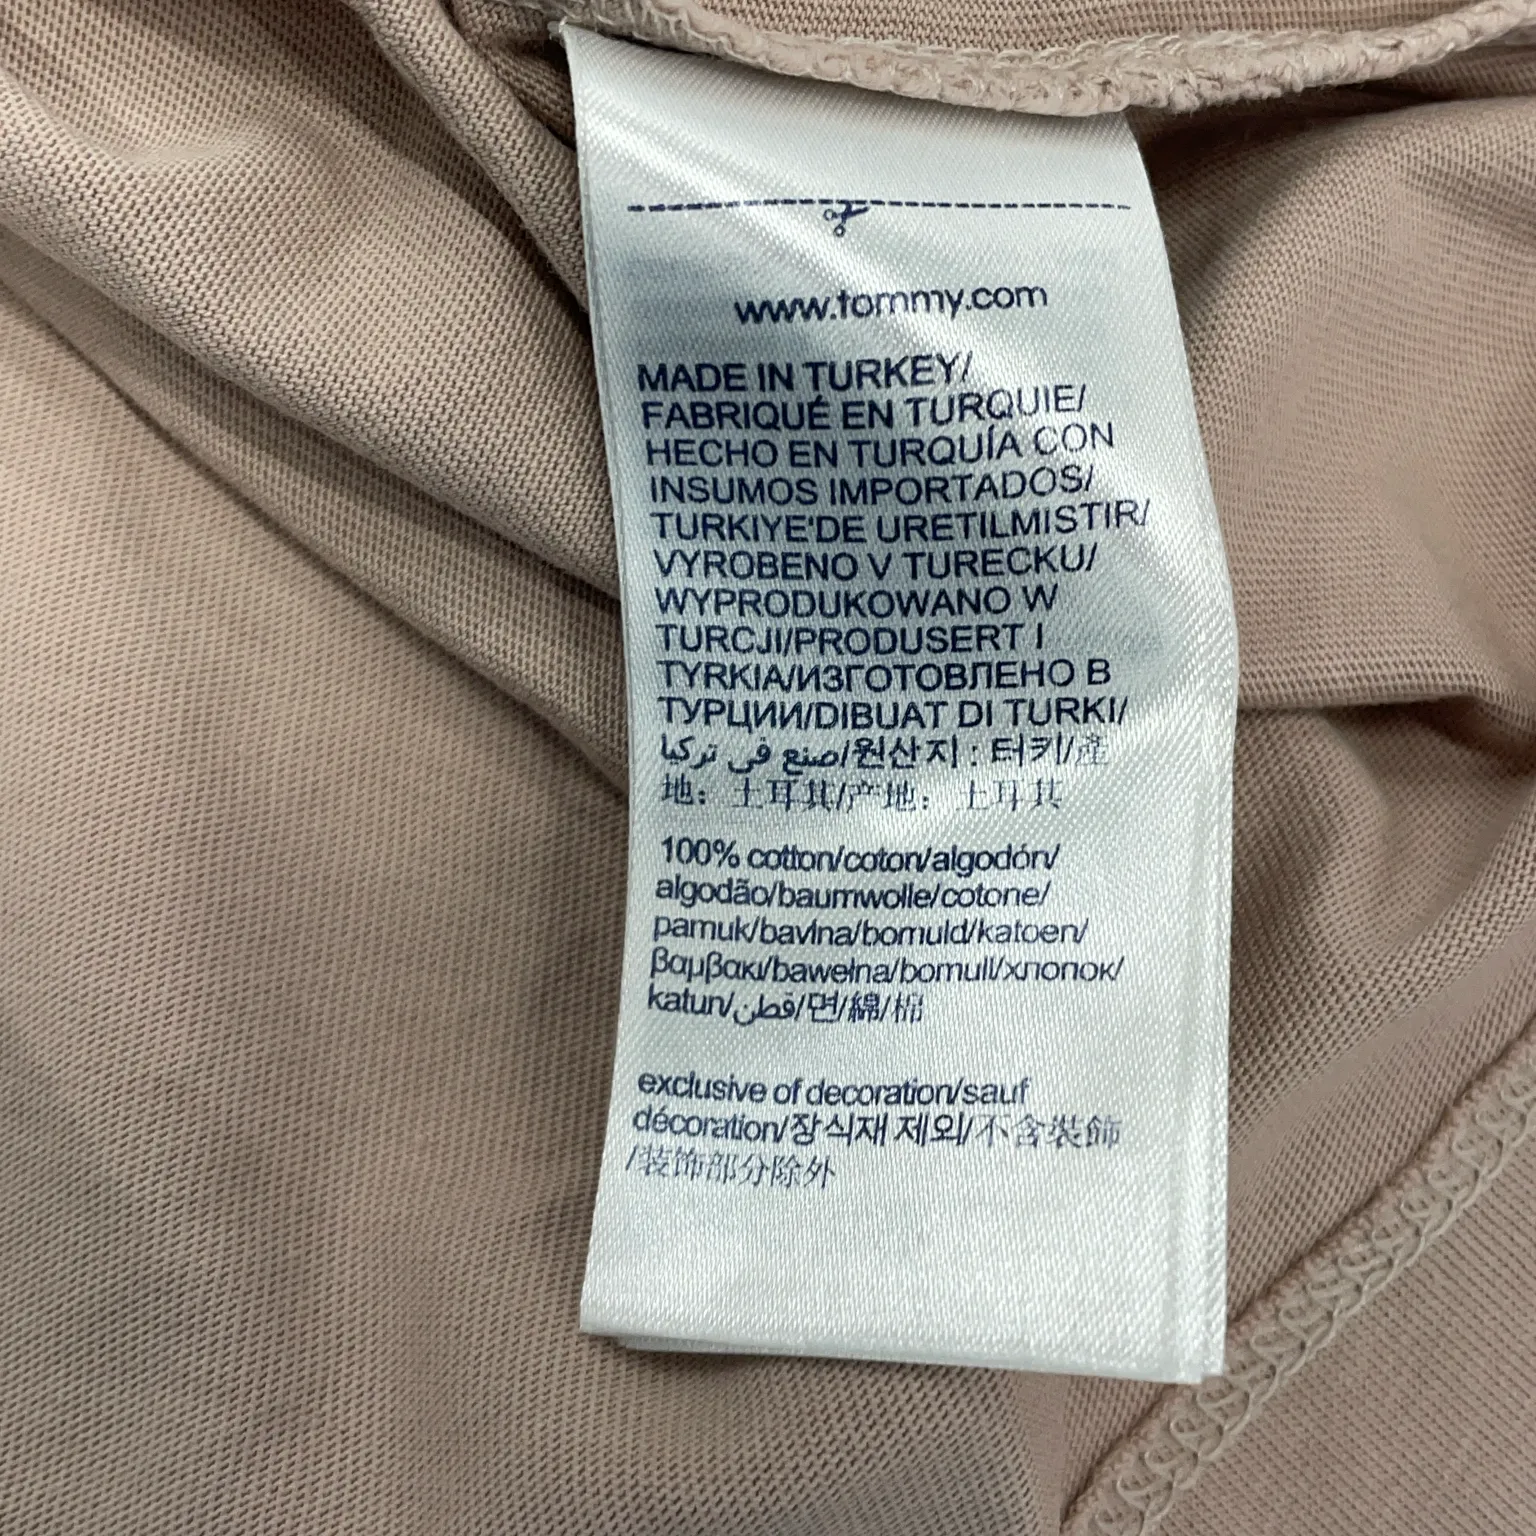 www.tommy.com
MADE IN TURKEY/
FABRIQUÉ EN TURQUIE/
HECHO EN TURQUÍA CON
INSUMOS IMPORTADOS/
TURKIYE'DE URETILMISTIR/
VYROBENO V TURECKU/
WYPRODUKOWANO W
TURCJI/PRODUSERT I
TYRKIA/ИЗГОТОВЛЕНО В
ТУРЦИИ/DIBUAT DI TURKI/
صنع في تركيا/원산지 : 터키/產
地： 土耳其/产地： 土耳其
100% cotton/coton/algodón/
algodão/baumwolle/cotone/
pamuk/bavlna/bomuld/katoen/
βαμβακι/bawełna/bomull/хлопок/
katun/قطن/면/綿/棉
exclusive of decoration/sauf
décoration/장식재 제외/不含裝飾
/装饰部分除外